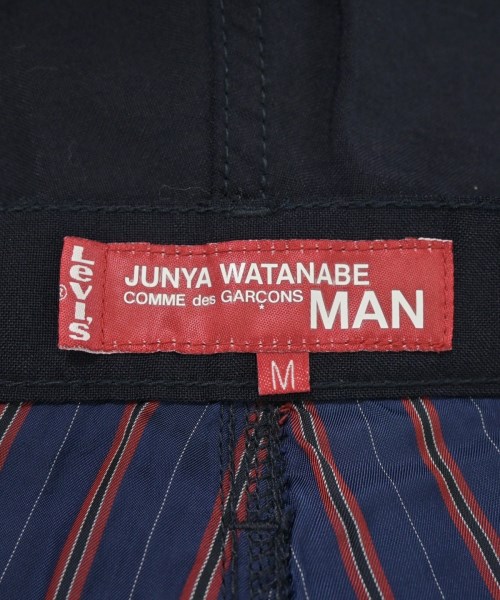 Levi's
®
JUNYA WATANABE
COMME des GARÇONS
*
MAN
M